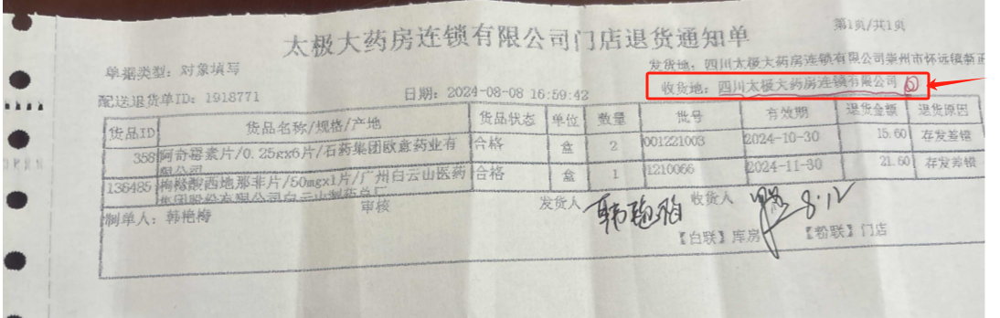 第1页/共1页
太极大药房连锁有限公司门店退货通知单
单据类型：对象填写
发货地：四川太极大药房连锁有限公司崇州市怀远镇新正
收货地：四川太极大药房连锁有限公司
配送退货单ID：1918771
日期：2024-08-08 16:59:42
货品ID 货品名称/规格/产地 货品状态 单位 数量 批号 有效期 退货金额 退货原因
358 阿奇霉素片/0.25gx6片/石药集团欧意药业有限公司 合格 盒 2 001221003 2024-10-30 15.60 存发差错
136485 枸橼酸西地那非片/50mgx1片/广州白云山医药集团股份有限公司白云山制药总厂 合格 盒 1 1210066 2024-11-30 21.60 存发差错
制单人：韩艳梅 审核 发货人 韩艳梅 收货人 8.12
【白联】库房 【粉联】门店